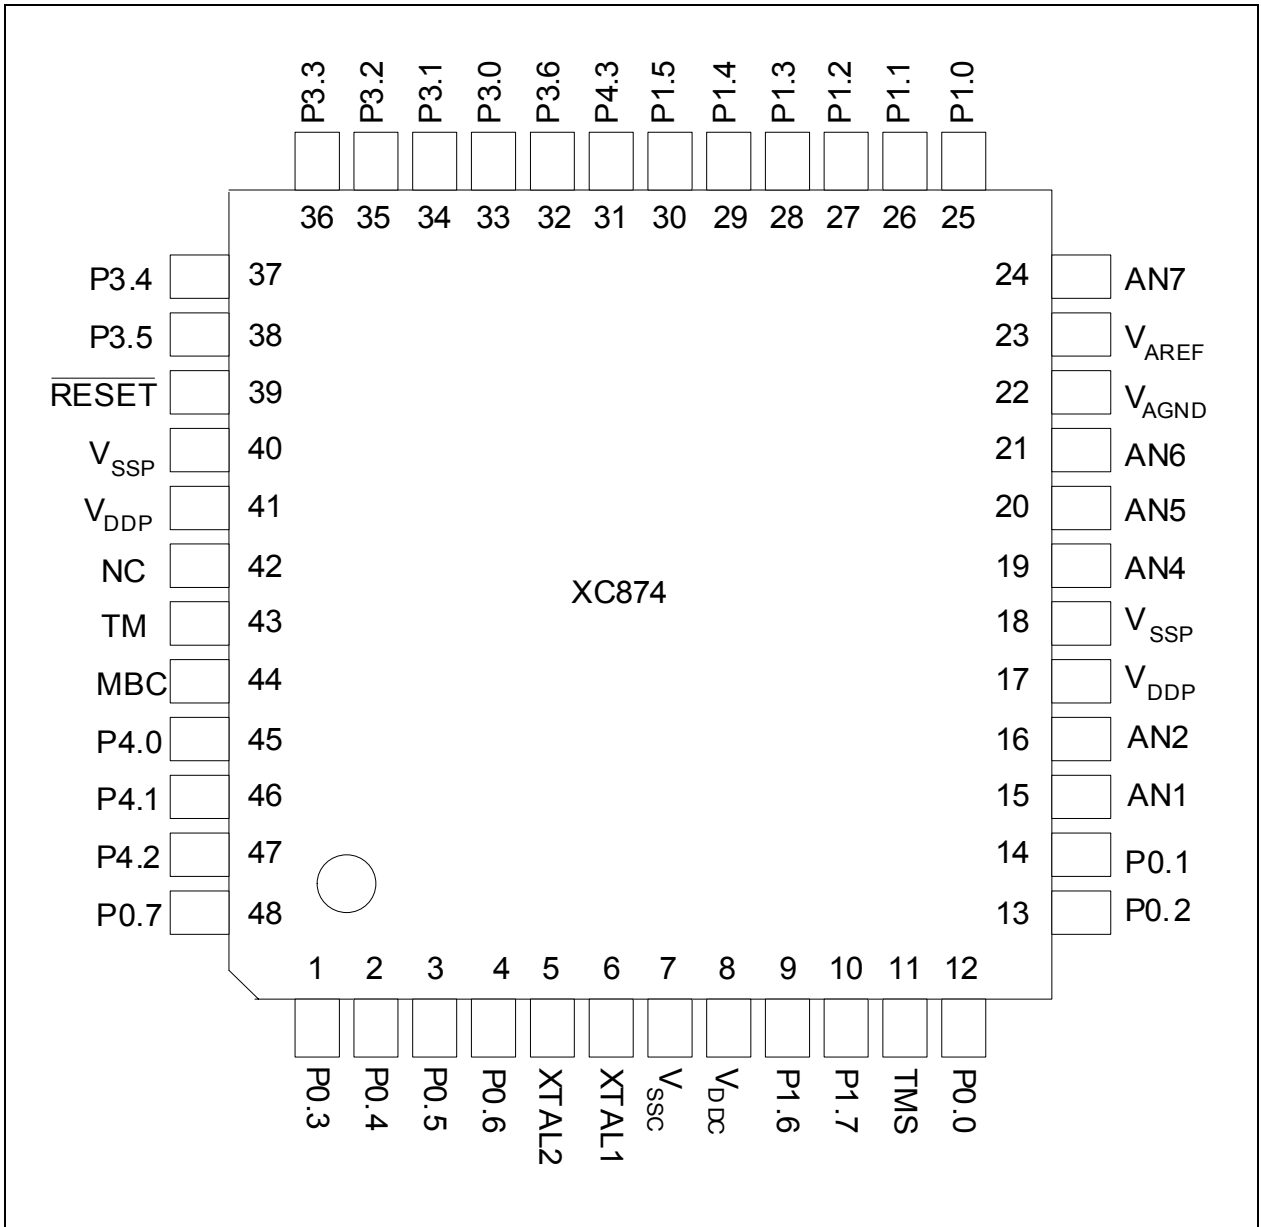 P3.3 P3.2 P3.1 P3.0 P3.6 P4.3 P1.5 P1.4 P1.3 P1.2 P1.1 P1.0
36 35 34 33 32 31 30 29 28 27 26 25
P3.4 37 24 AN7
P3.5 38 23 VAREF
RESET 39 22 VAGND
VSSP 40 21 AN6
VDDP 41 20 AN5
NC 42 19 AN4
XC874
TM 43 18 VSSP
MBC 44 17 VDDP
P4.0 45 16 AN2
P4.1 46 15 AN1
P4.2 47 14 P0.1
P0.7 48 13 P0.2
1 2 3 4 5 6 7 8 9 10 11 12
P0.3 P0.4 P0.5 P0.6 XTAL2 XTAL1 VSSC VDDC P1.6 P1.7 TMS P0.0